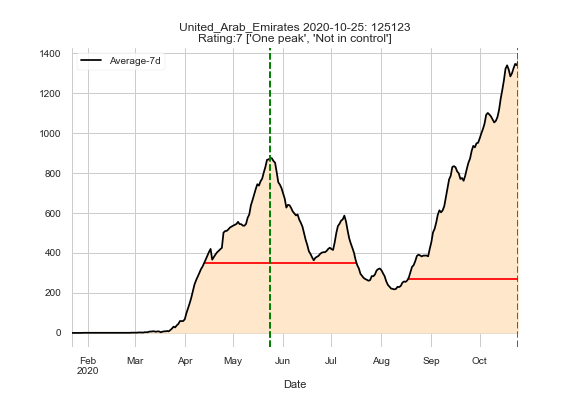 United_Arab_Emirates 2020-10-25: 125123
Rating:7 ['One peak', 'Not in control']
Average-7d
1400
1200
1000
800
600
400
200
0
Feb Mar Apr May Jun Jul Aug Sep Oct
2020
Date